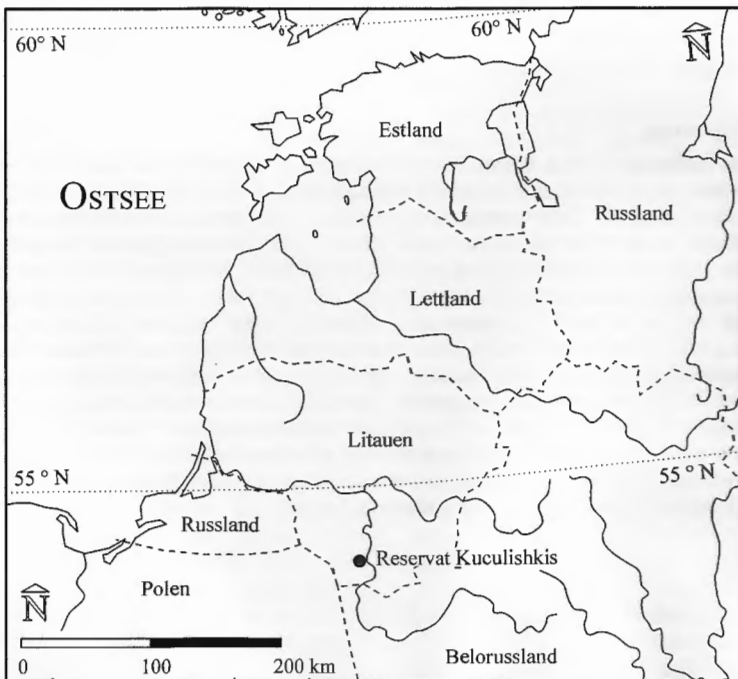 60° N
60° N
N
Estland
OSTSEE
Russland
Lettland
Litauen
55° N
55° N
Russland
Reservat Kuculishkis
Polen
N
0 100 200 km
Belorussland